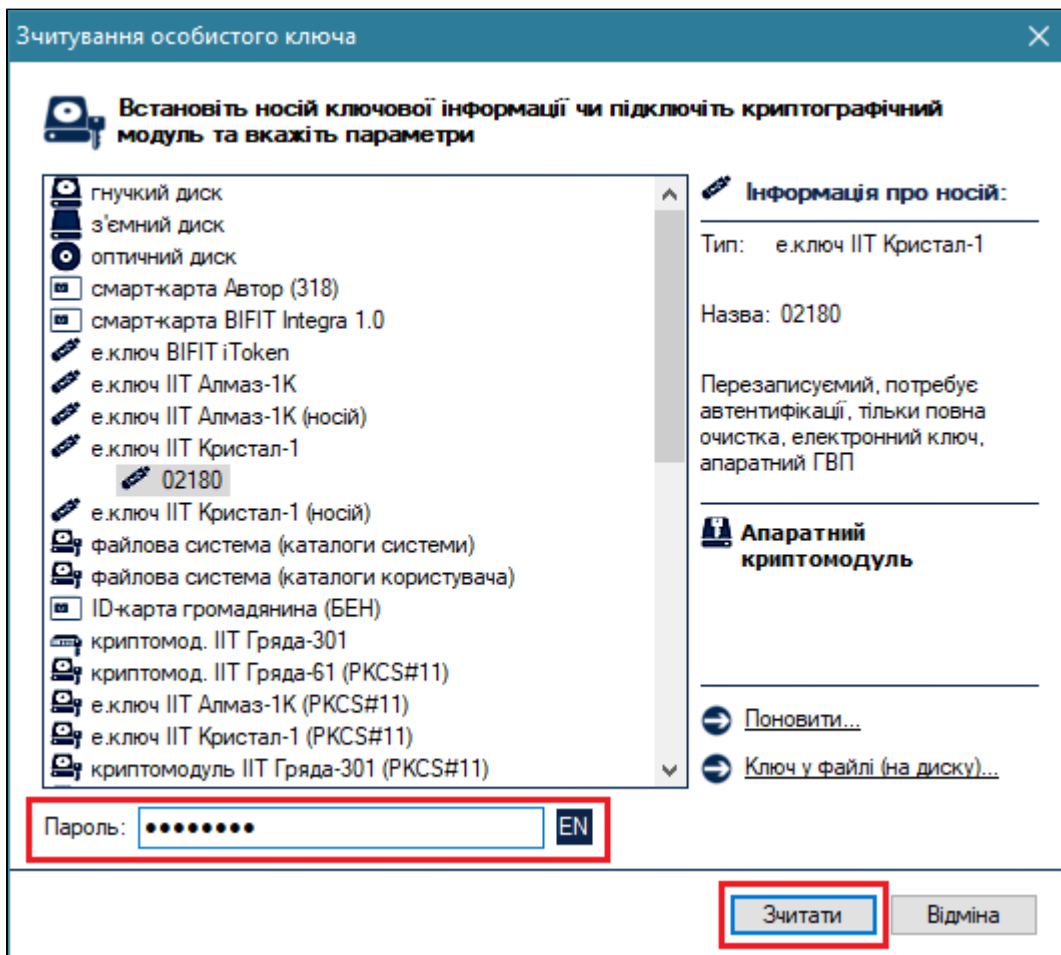 Зчитування особистого ключа
Встановіть носій ключової інформації чи підключіть криптографічний
модуль та вкажіть параметри
гнучкий диск
з'ємний диск
оптичний диск
смарт-карта Автор (318)
смарт-карта BIFIT Integra 1.0
е.ключ BIFIT iToken
е.ключ ІІТ Алмаз-1К
е.ключ ІІТ Алмаз-1К (носій)
е.ключ ІІТ Кристал-1
02180
е.ключ ІІТ Кристал-1 (носій)
файлова система (каталоги системи)
файлова система (каталоги користувача)
ID-карта громадянина (БЕН)
криптомод. ІІТ Гряда-301
криптомод. ІІТ Гряда-61 (PKCS#11)
е.ключ ІІТ Алмаз-1К (PKCS#11)
е.ключ ІІТ Кристал-1 (PKCS#11)
криптомодуль ІІТ Гряда-301 (PKCS#11)
Інформація про носій:
Тип: е.ключ ІІТ Кристал-1
Назва: 02180
Перезаписуємий, потребує
автентифікації, тільки повна
очистка, електронний ключ,
апаратний ГВП
Апаратний
криптомодуль
Поновити...
Ключ у файлі (на диску)...
Пароль: ●●●●●●●● EN
Зчитати Відміна